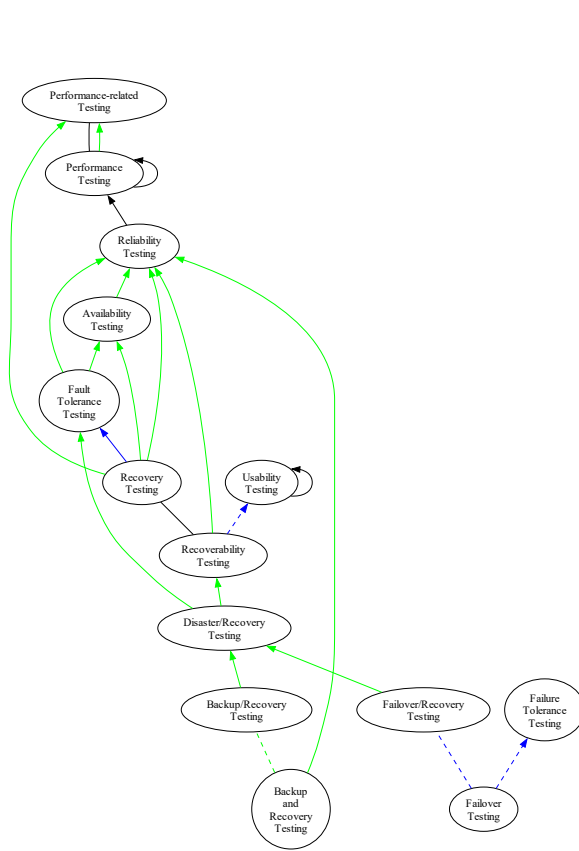 Performance-related
Testing
Performance
Testing
Reliability
Testing
Availability
Testing
Fault
Tolerance
Testing
Recovery
Testing
Usability
Testing
Recoverability
Testing
Disaster/Recovery
Testing
Backup/Recovery
Testing
Failover/Recovery
Testing
Failure
Tolerance
Testing
Backup
and
Recovery
Testing
Failover
Testing